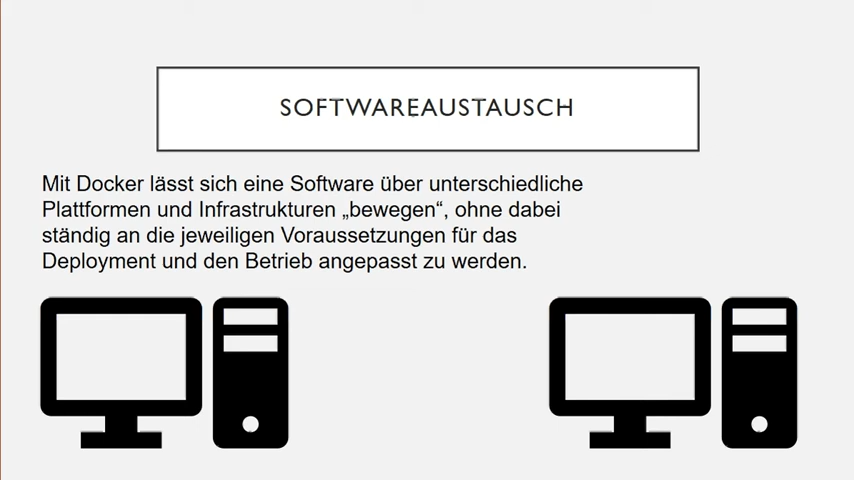 SOFTWAREAUSTAUSCH
Mit Docker lässt sich eine Software über unterschiedliche
Plattformen und Infrastrukturen „bewegen“, ohne dabei
ständig an die jeweiligen Voraussetzungen für das
Deployment und den Betrieb angepasst zu werden.